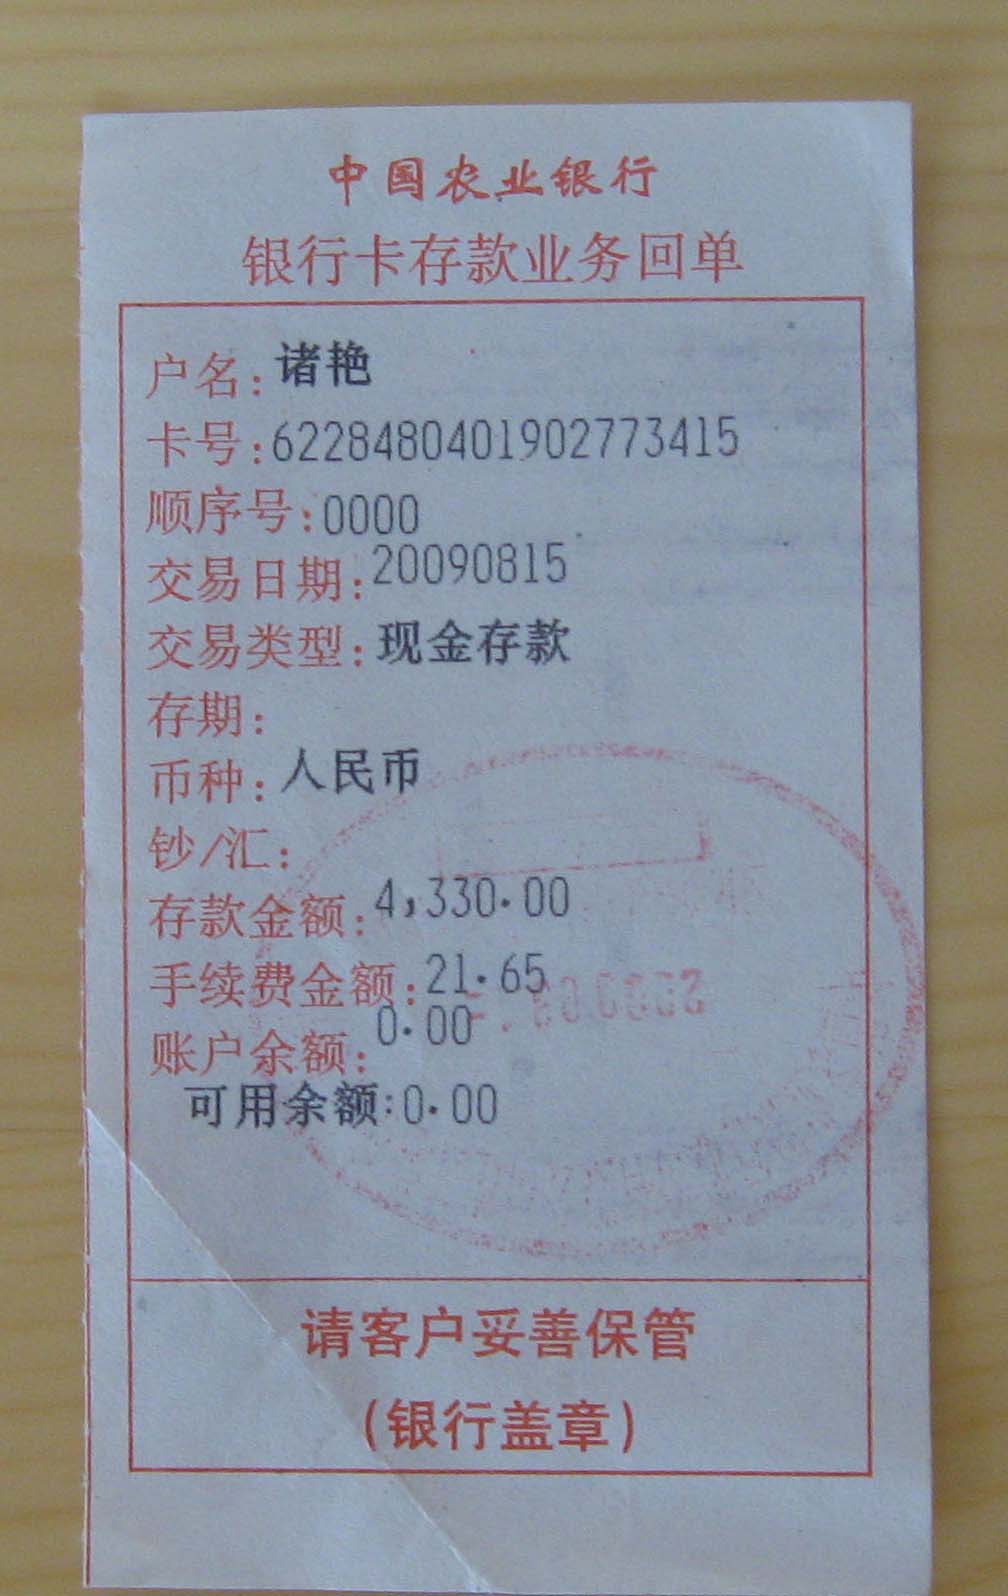 中国农业银行
银行卡存款业务回单
户名:诸艳
卡号:6228480401902773415
顺序号:0000
交易日期:20090815
交易类型:现金存款
存期:
币种:人民币
钞/汇:
存款金额:4,330.00
手续费金额:21.65
账户余额:0.00
可用余额:0.00
请客户妥善保管
(银行盖章)